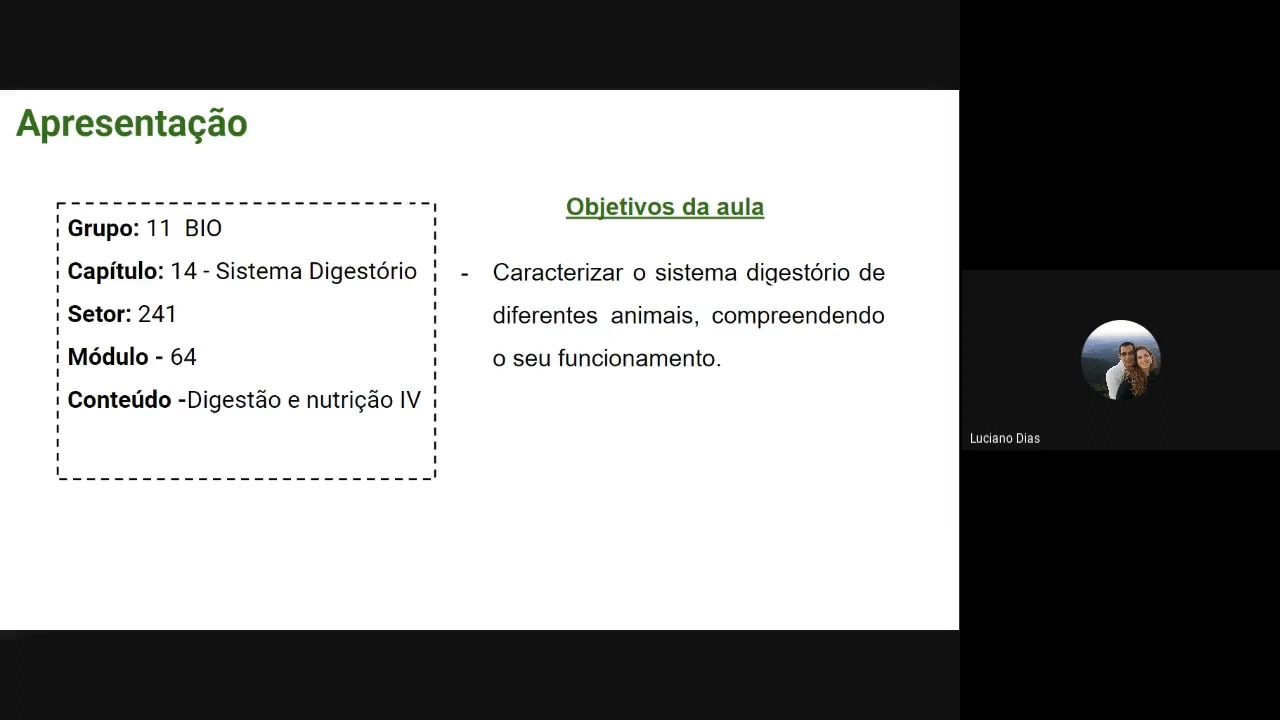 Apresentação
Grupo: 11 BIO
Capítulo: 14 - Sistema Digestório
Setor: 241
Módulo - 64
Conteúdo -Digestão e nutrição IV
Objetivos da aula
- Caracterizar o sistema digestório de
diferentes animais, compreendendo
o seu funcionamento.
Luciano Dias